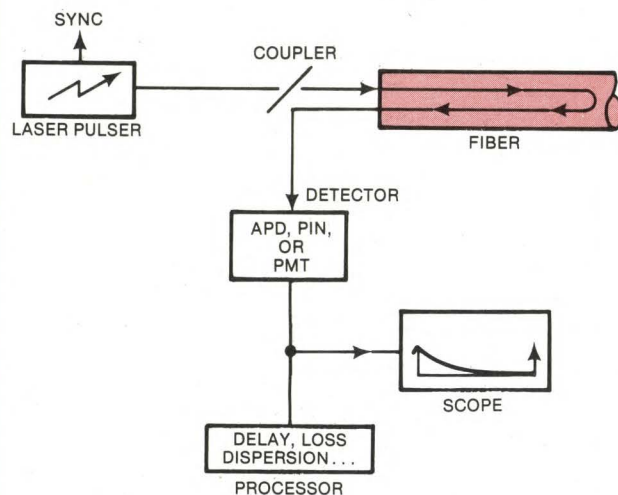 SYNC
COUPLER
LASER PULSER
FIBER
DETECTOR
APD, PIN,
OR
PMT
SCOPE
DELAY, LOSS
DISPERSION...
PROCESSOR